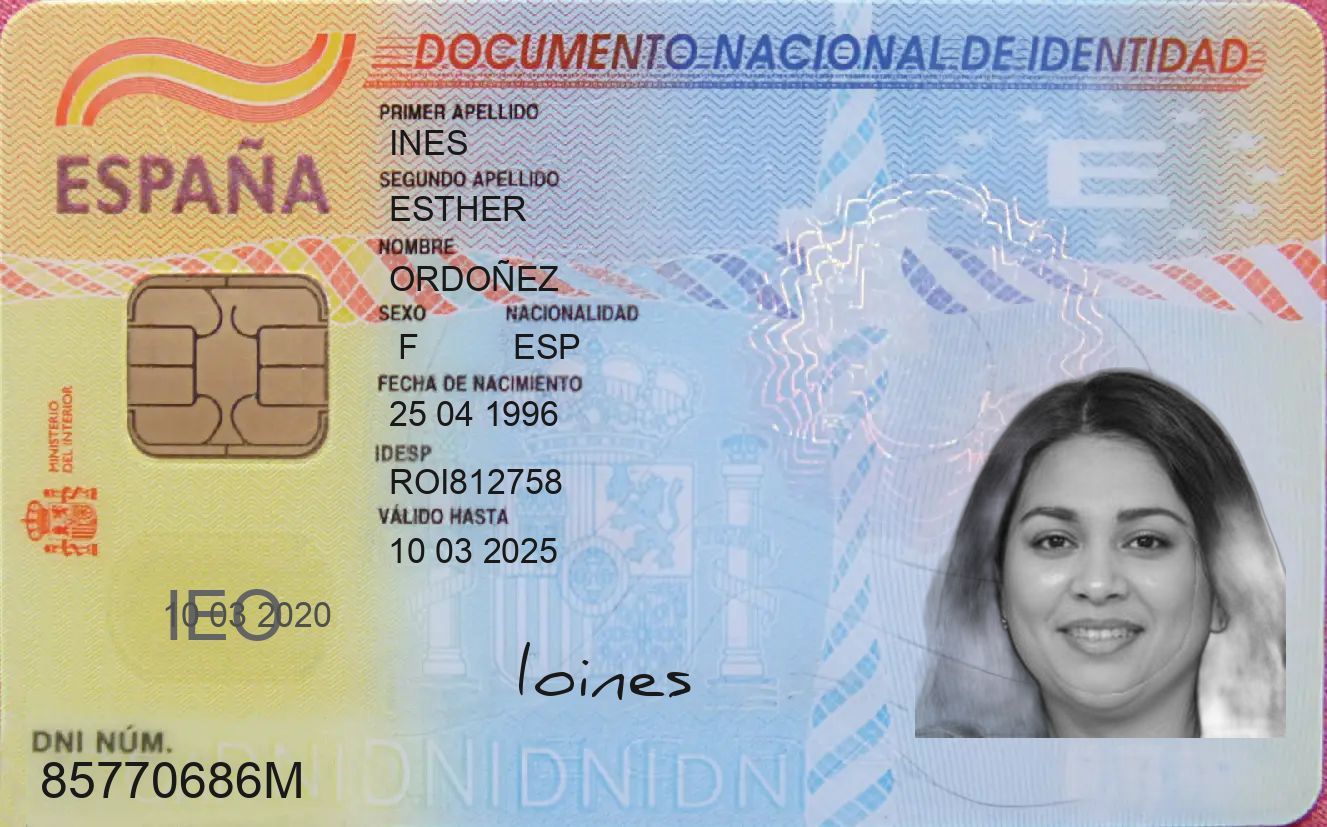 DOCUMENTO NACIONAL DE IDENTIDAD
ESPAÑA
PRIMER APELLIDO
INES
SEGUNDO APELLIDO
ESTHER
NOMBRE
ORDOÑEZ
SEXO NACIONALIDAD
F ESP
FECHA DE NACIMIENTO
25 04 1996
IDESP
ROI812758
VÁLIDO HASTA
10 03 2025
MINISTERIO
DEL INTERIOR
E
IEO
10 03 2020
loines
DNI NÚM.
85770686M
DNIDNIDNIDNI